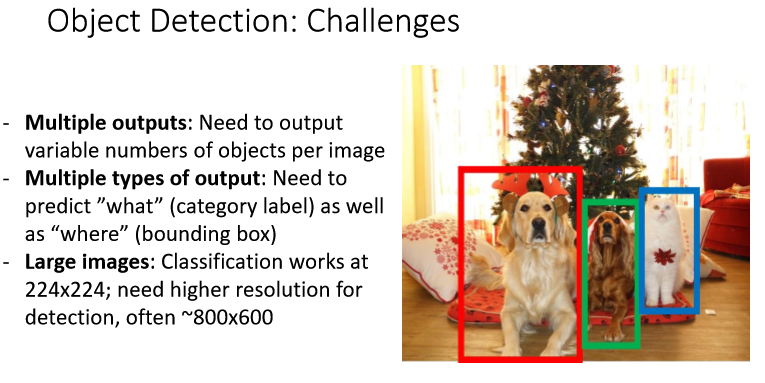 Object Detection: Challenges
- Multiple outputs: Need to output
variable numbers of objects per image
- Multiple types of output: Need to
predict ”what” (category label) as well
as “where” (bounding box)
- Large images: Classification works at
224x224; need higher resolution for
detection, often ~800x600